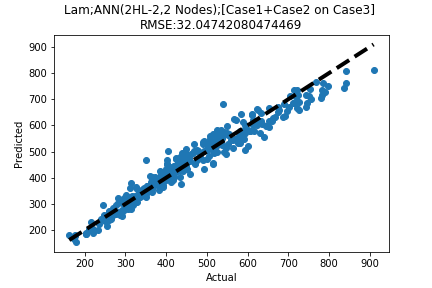 Lam;ANN(2HL-2,2 Nodes);[Case1+Case2 on Case3]
RMSE:32.04742080474469
900
800
700
600
500
400
300
200
Predicted
200 300 400 500 600 700 800 900
Actual